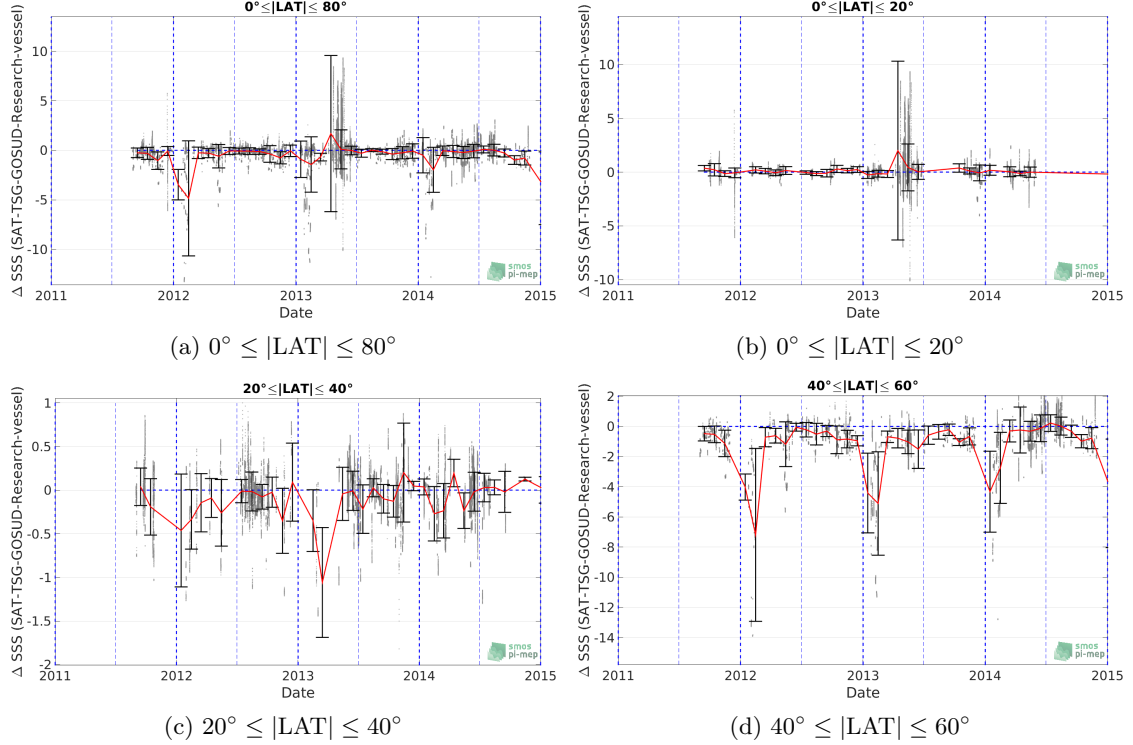 0°≤|LAT|≤ 80°
Δ SSS (SAT-TSG-GOSUD-Research-vessel)
10
5
0
-5
-10
2011 2012 2013 2014 2015
Date
smos
pi-mep
(a) 0° ≤ |LAT| ≤ 80°
0°≤|LAT|≤ 20°
Δ SSS (SAT-TSG-GOSUD-Research-vessel)
10
5
0
-5
-10
2011 2012 2013 2014 2015
Date
smos
pi-mep
(b) 0° ≤ |LAT| ≤ 20°
20°≤|LAT|≤ 40°
Δ SSS (SAT-TSG-GOSUD-Research-vessel)
1
0.5
0
-0.5
-1
-1.5
-2
2011 2012 2013 2014 2015
Date
smos
pi-mep
(c) 20° ≤ |LAT| ≤ 40°
40°≤|LAT|≤ 60°
Δ SSS (SAT-TSG-GOSUD-Research-vessel)
2
0
-2
-4
-6
-8
-10
-12
-14
2011 2012 2013 2014 2015
Date
smos
pi-mep
(d) 40° ≤ |LAT| ≤ 60°